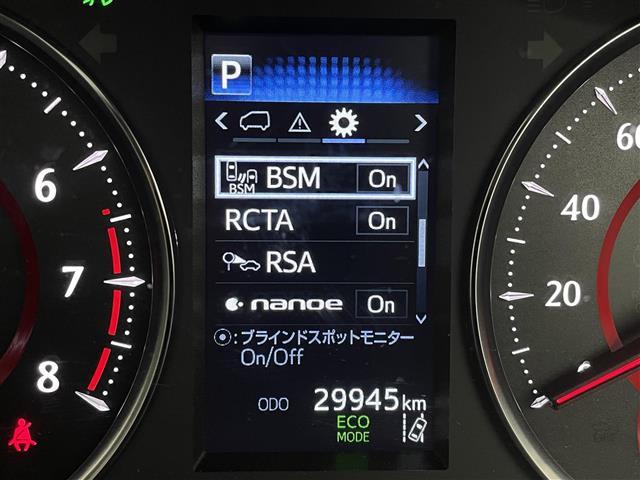 P
BSM BSM On
RCTA On
RSA
nanoe On
⦿:ブラインドスポットモニター
On/Off
ODO 29945km
ECO
MODE
6
7
8
60
40
20